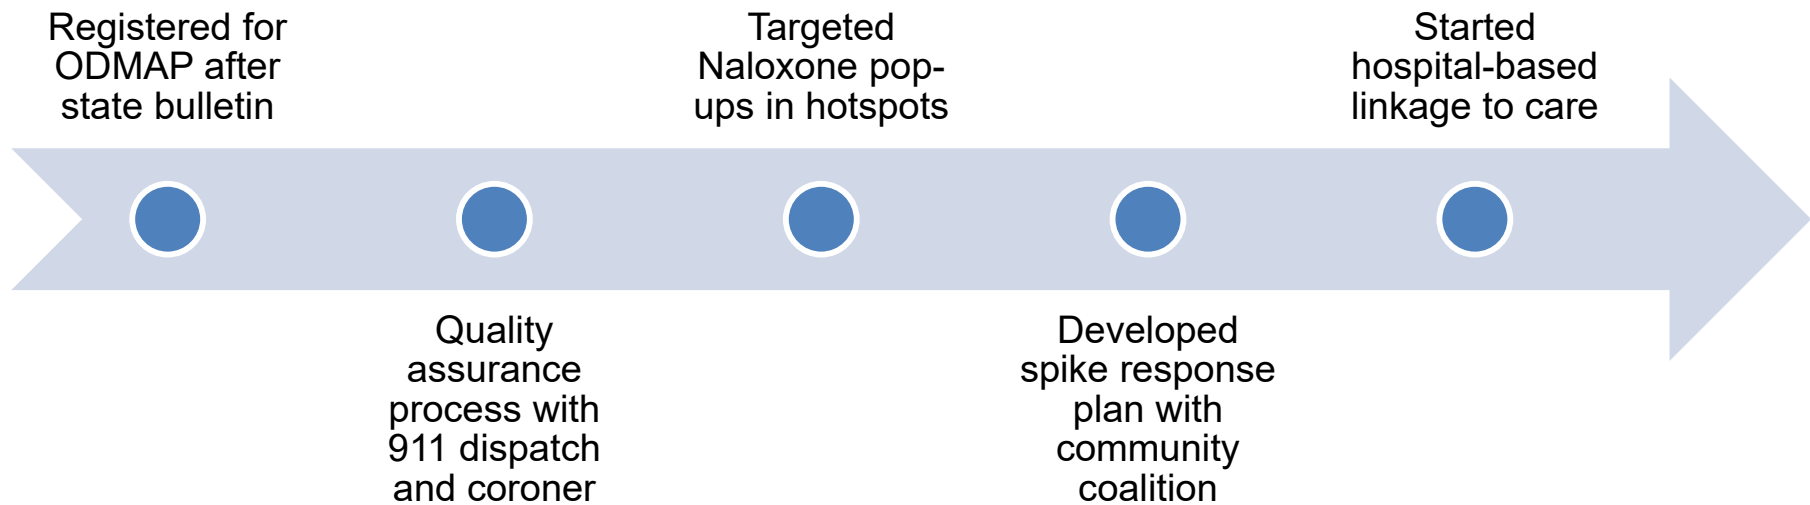 Registered for
ODMAP after
state bulletin
Quality
assurance
process with
911 dispatch
and coroner
Targeted
Naloxone pop-
ups in hotspots
Developed
spike response
plan with
community
coalition
Started
hospital-based
linkage to care